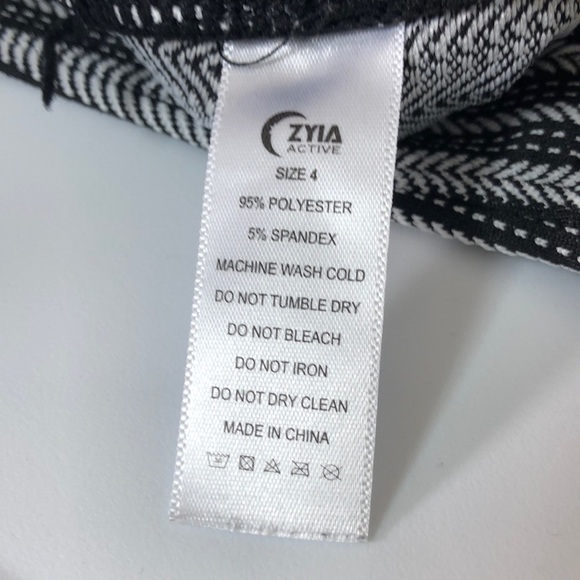 ZYIA
ACTIVE
SIZE 4
95% POLYESTER
5% SPANDEX
MACHINE WASH COLD
DO NOT TUMBLE DRY
DO NOT BLEACH
DO NOT IRON
DO NOT DRY CLEAN
MADE IN CHINA